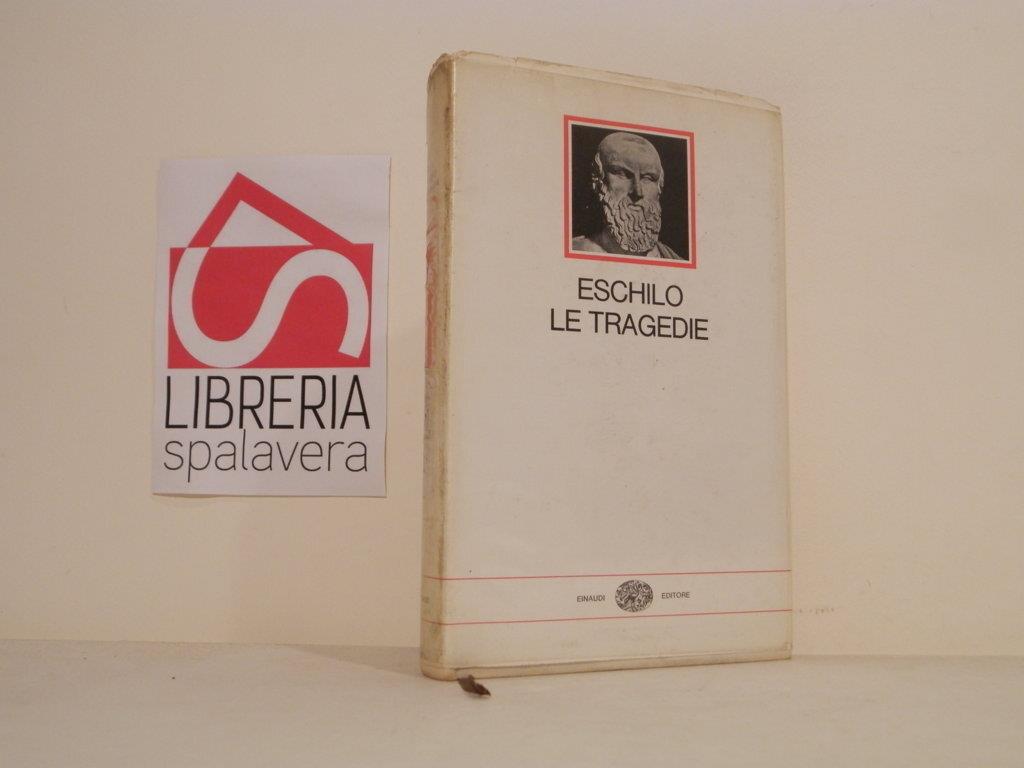 LIBRERIA
spalavera
ESCHILO
LE TRAGEDIE
EINAUDI EDITORE